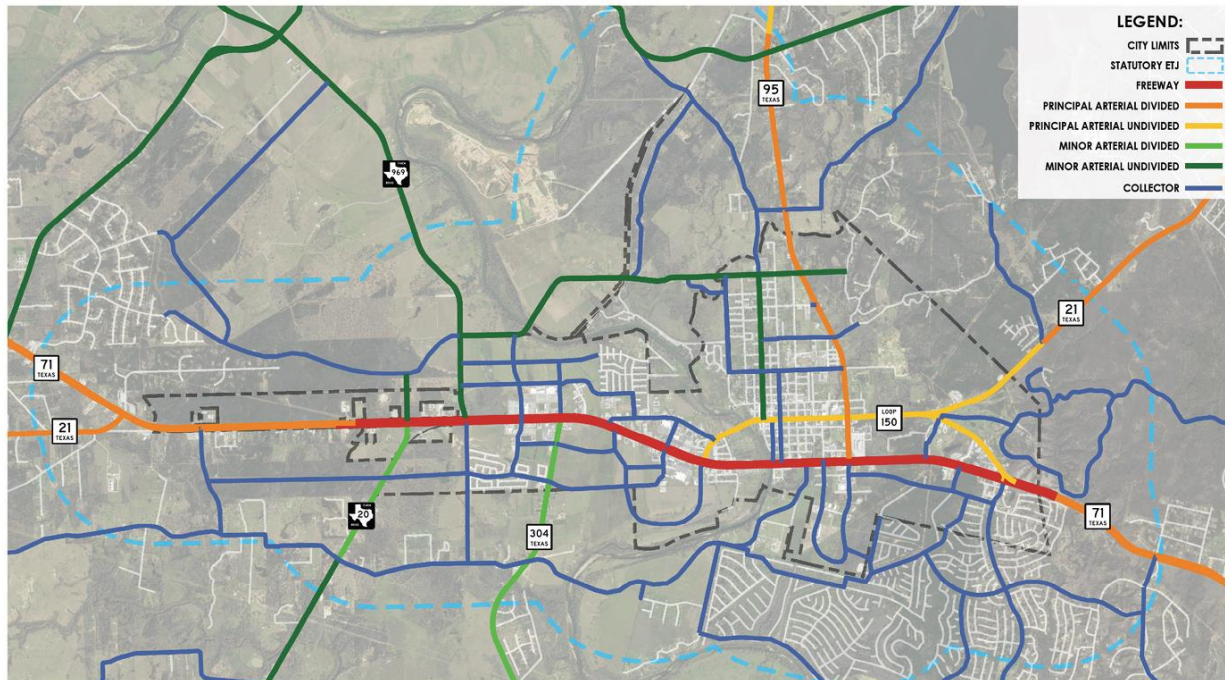 LEGEND:
CITY LIMITS
STATUTORY ETJ
FREEWAY
PRINCIPAL ARTERIAL DIVIDED
PRINCIPAL ARTERIAL UNDIVIDED
MINOR ARTERIAL DIVIDED
MINOR ARTERIAL UNDIVIDED
COLLECTOR
95
TEXAS
969
21
TEXAS
71
TEXAS
21
TEXAS
LOOP
150
20
304
TEXAS
71
TEXAS